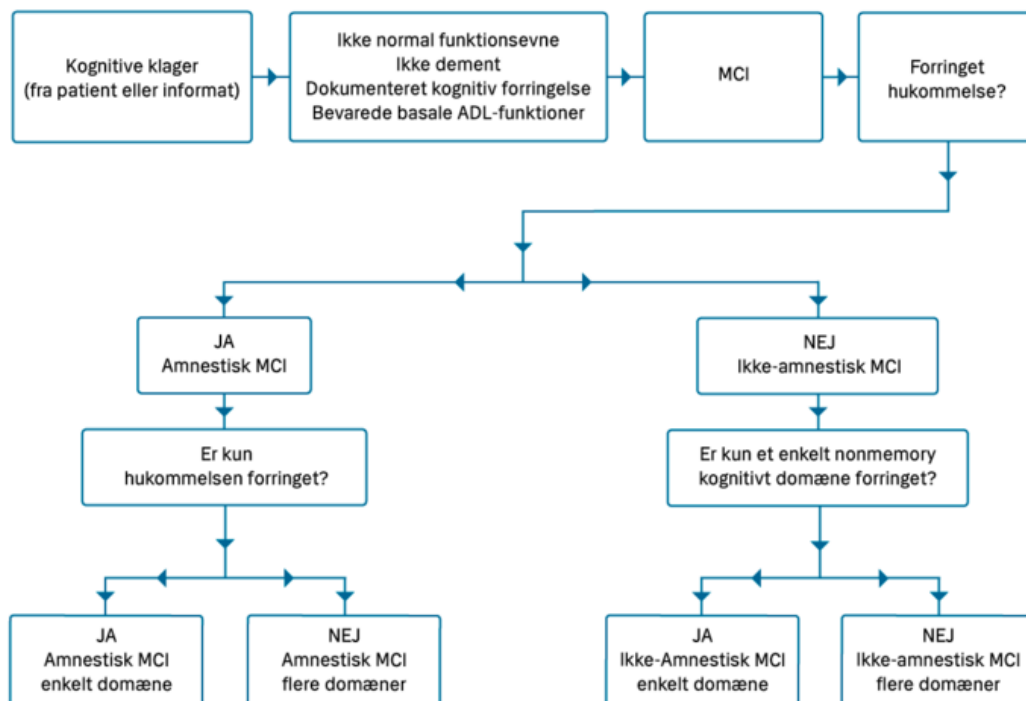 Kognitive klager
(fra patient eller informat)
Ikke normal funktionsevne
Ikke dement
Dokumenteret kognitiv forringelse
Bevarede basale ADL-funktioner
MCI
Forringet
hukommelse?
JA
Amnestisk MCI
NEJ
Ikke-amnestisk MCI
Er kun
hukommelsen forringet?
Er kun et enkelt nonmemory
kognitivt domæne forringet?
JA
Amnestisk MCI
enkelt domæne
NEJ
Amnestisk MCI
flere domæner
JA
Ikke-Amnestisk MCI
enkelt domæne
NEJ
Ikke-amnestisk MCI
flere domæner